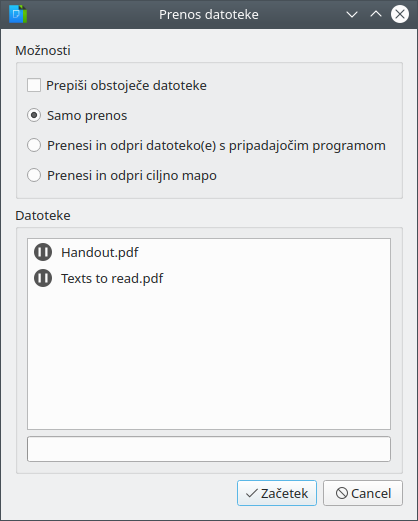 Prenos datoteke
Možnosti
Prepiši obstoječe datoteke
Samo prenos
Prenesi in odpri datoteko(e) s pripadajočim programom
Prenesi in odpri ciljno mapo
Datoteke
Handout.pdf
Texts to read.pdf
Začetek
Cancel